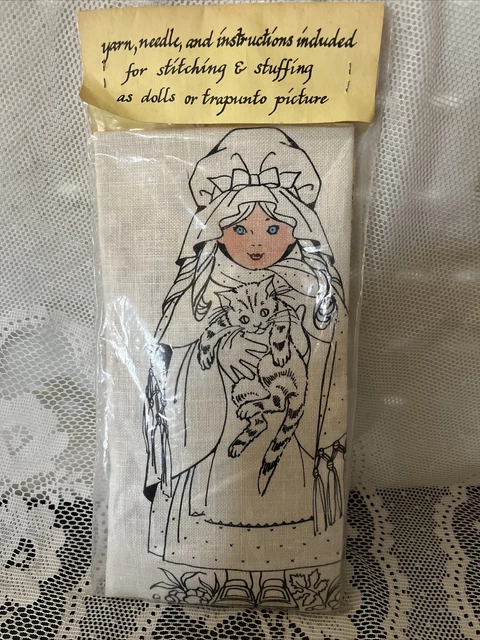 yarn, needle, and instructions included
for stitching & stuffing
as dolls or trapunto picture